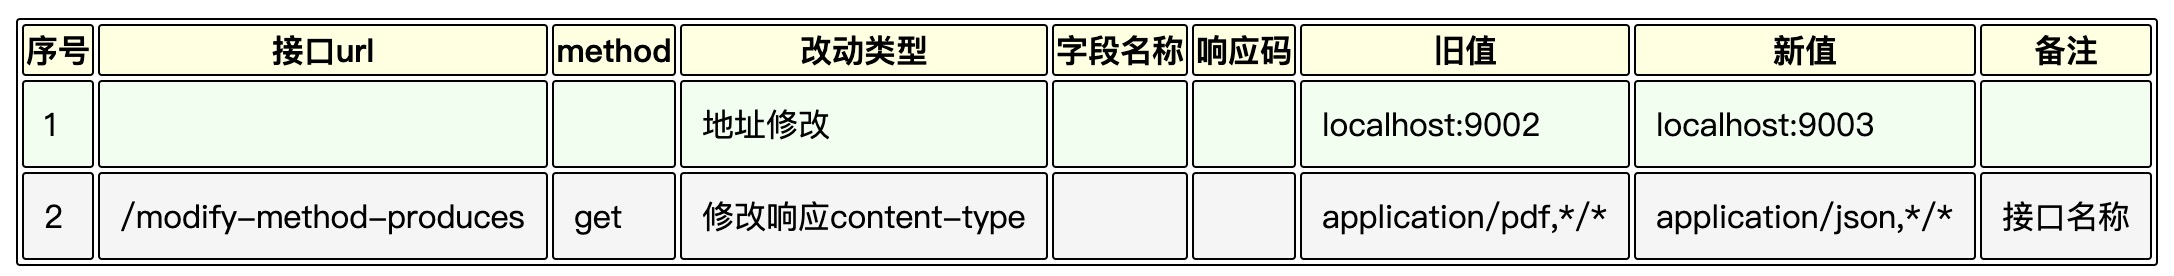 序号 接口url method 改动类型 字段名称 响应码 旧值 新值 备注
1 地址修改 localhost:9002 localhost:9003
2 /modify-method-produces get 修改响应content-type application/pdf,*/* application/json,*/* 接口名称